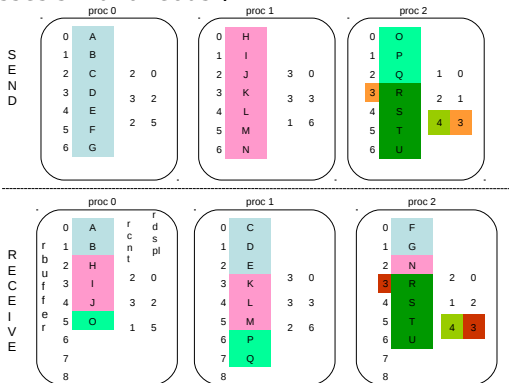 proc 0 proc 1 proc 2
SEND
0 A
1 B
2 C 2 0
3 D 3 2
4 E
5 F 2 5
6 G
0 H
1 I
2 J 3 0
3 K 3 3
4 L
5 M 1 6
6 N
0 O
1 P
2 Q 1 0
3 R 2 1
4 S
5 T 4 3
6 U
proc 0 proc 1 proc 2
RECEIVE
rbuffer
rcnt
rdspl
0 A
1 B
2 H
3 I 2 0
4 J 3 2
5 O 1 5
6
7
8
0 C
1 D
2 E
3 K 3 0
4 L 3 3
5 M 2 6
6 P
7 Q
8
0 F
1 G
2 N
3 R 2 0
4 S 1 2
5 T 4 3
6 U
7
8